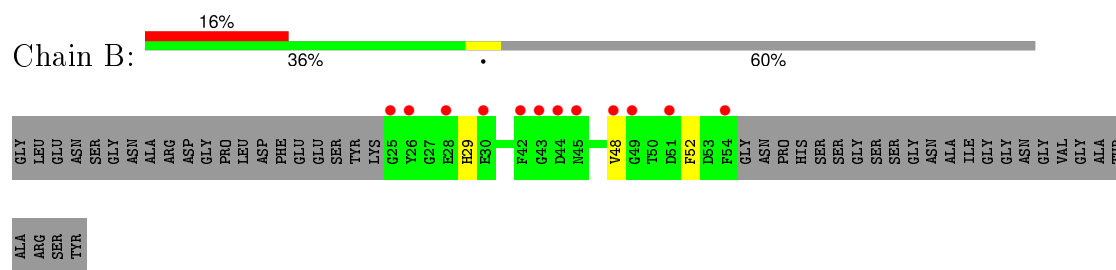 16%
Chain B:
36% • 60%
GLY LEU GLU ASN SER GLY ASN ALA ARG ASP GLY PRO LEU ASP PHE GLU GLU SER TYR LYS G25 Y26 G27 E28 H29 E30 F42 G43 D44 N45 V48 G49 T50 D51 F52 D53 F54 GLY ASN PRO HIS SER SER GLY SER SER GLY ASN ALA ILE GLY GLY ASN GLY VAL GLY ALA
ALA ARG SER TYR